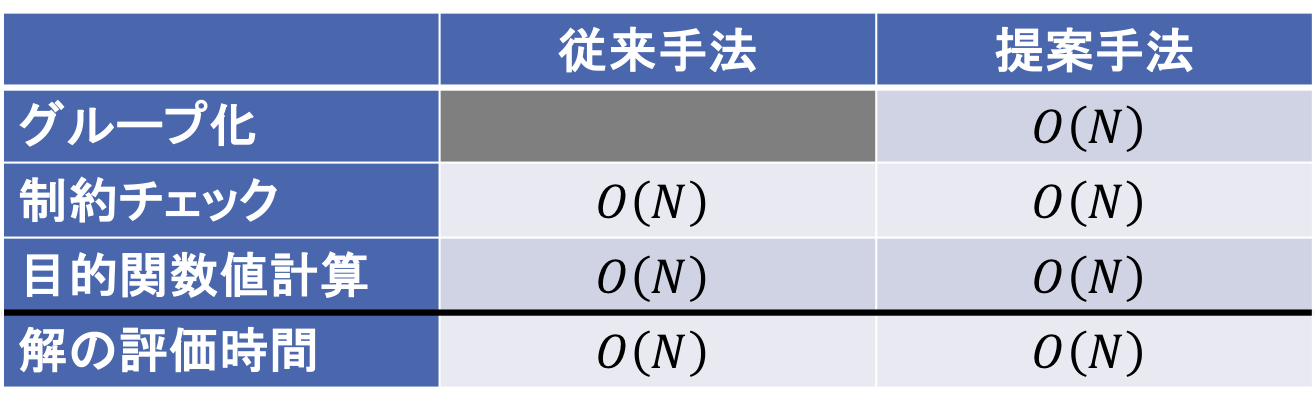 従来手法 提案手法
グループ化 O(N)
制約チェック O(N) O(N)
目的関数値計算 O(N) O(N)
解の評価時間 O(N) O(N)